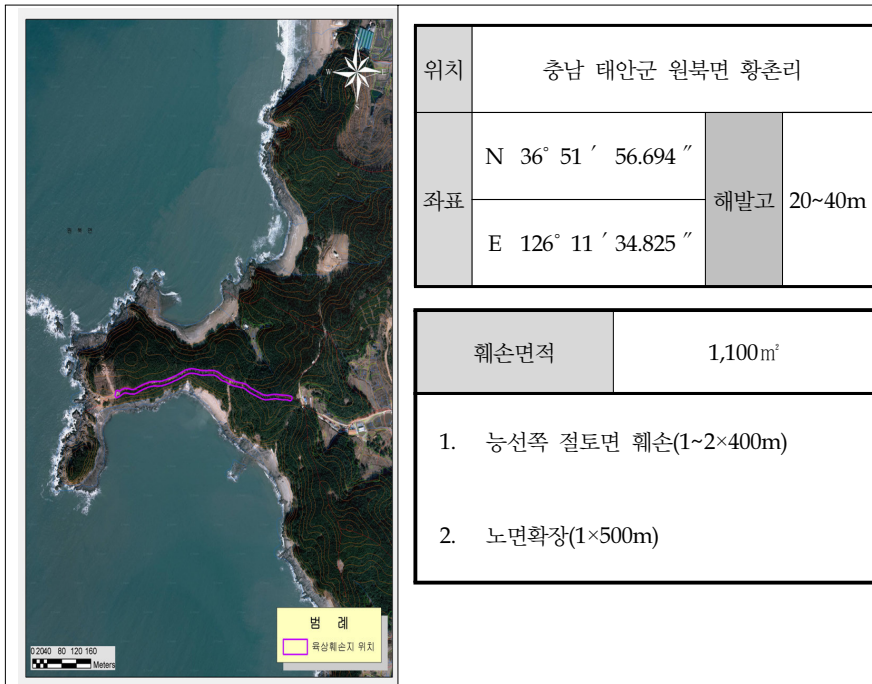 위치 충남 태안군 원북면 황촌리
좌표 N 36° 51 ′ 56.694 ″
E 126° 11 ′ 34.825 ″
해발고 20~40m
훼손면적 1,100㎡
1. 능선쪽 절토면 훼손(1~2×400m)
2. 노면확장(1×500m)
W
범 례
육상훼손지 위치
0 20 40 80 120 160
Meters